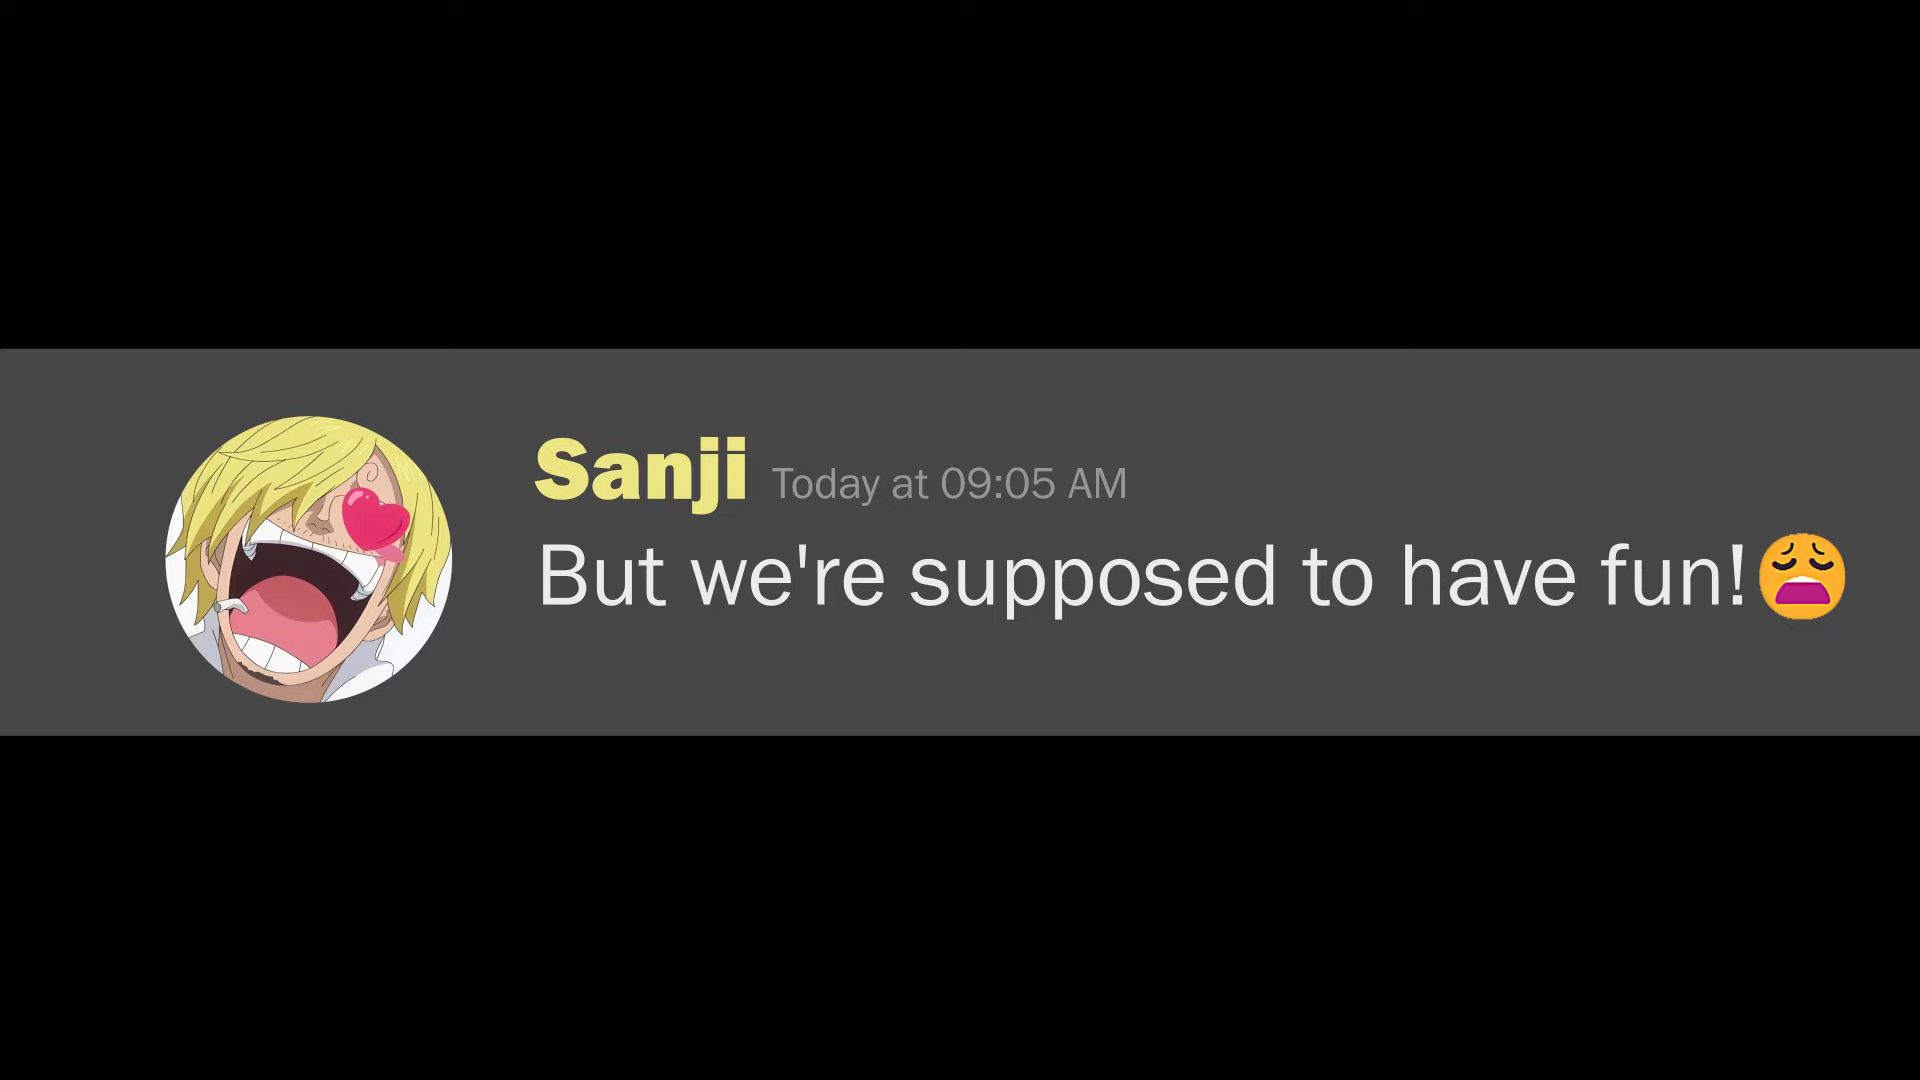 Sanji Today at 09:05 AM
But we're supposed to have fun!😩